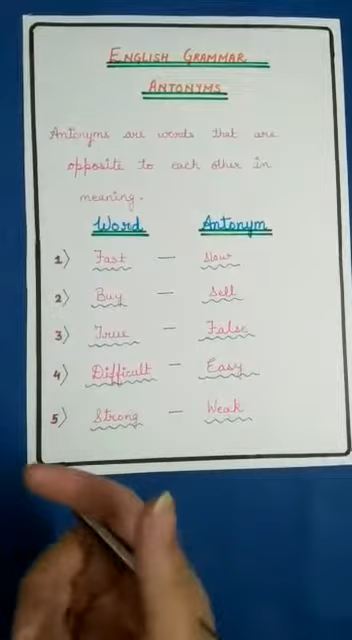 ENGLISH GRAMMAR
ANTONYMS
Antonyms are words that are
opposite to each other in
meaning.
Word Antonym
1) Fast — Slow
2) Buy — Sell
3) True — False
4) Difficult — Easy
5) Strong — Weak